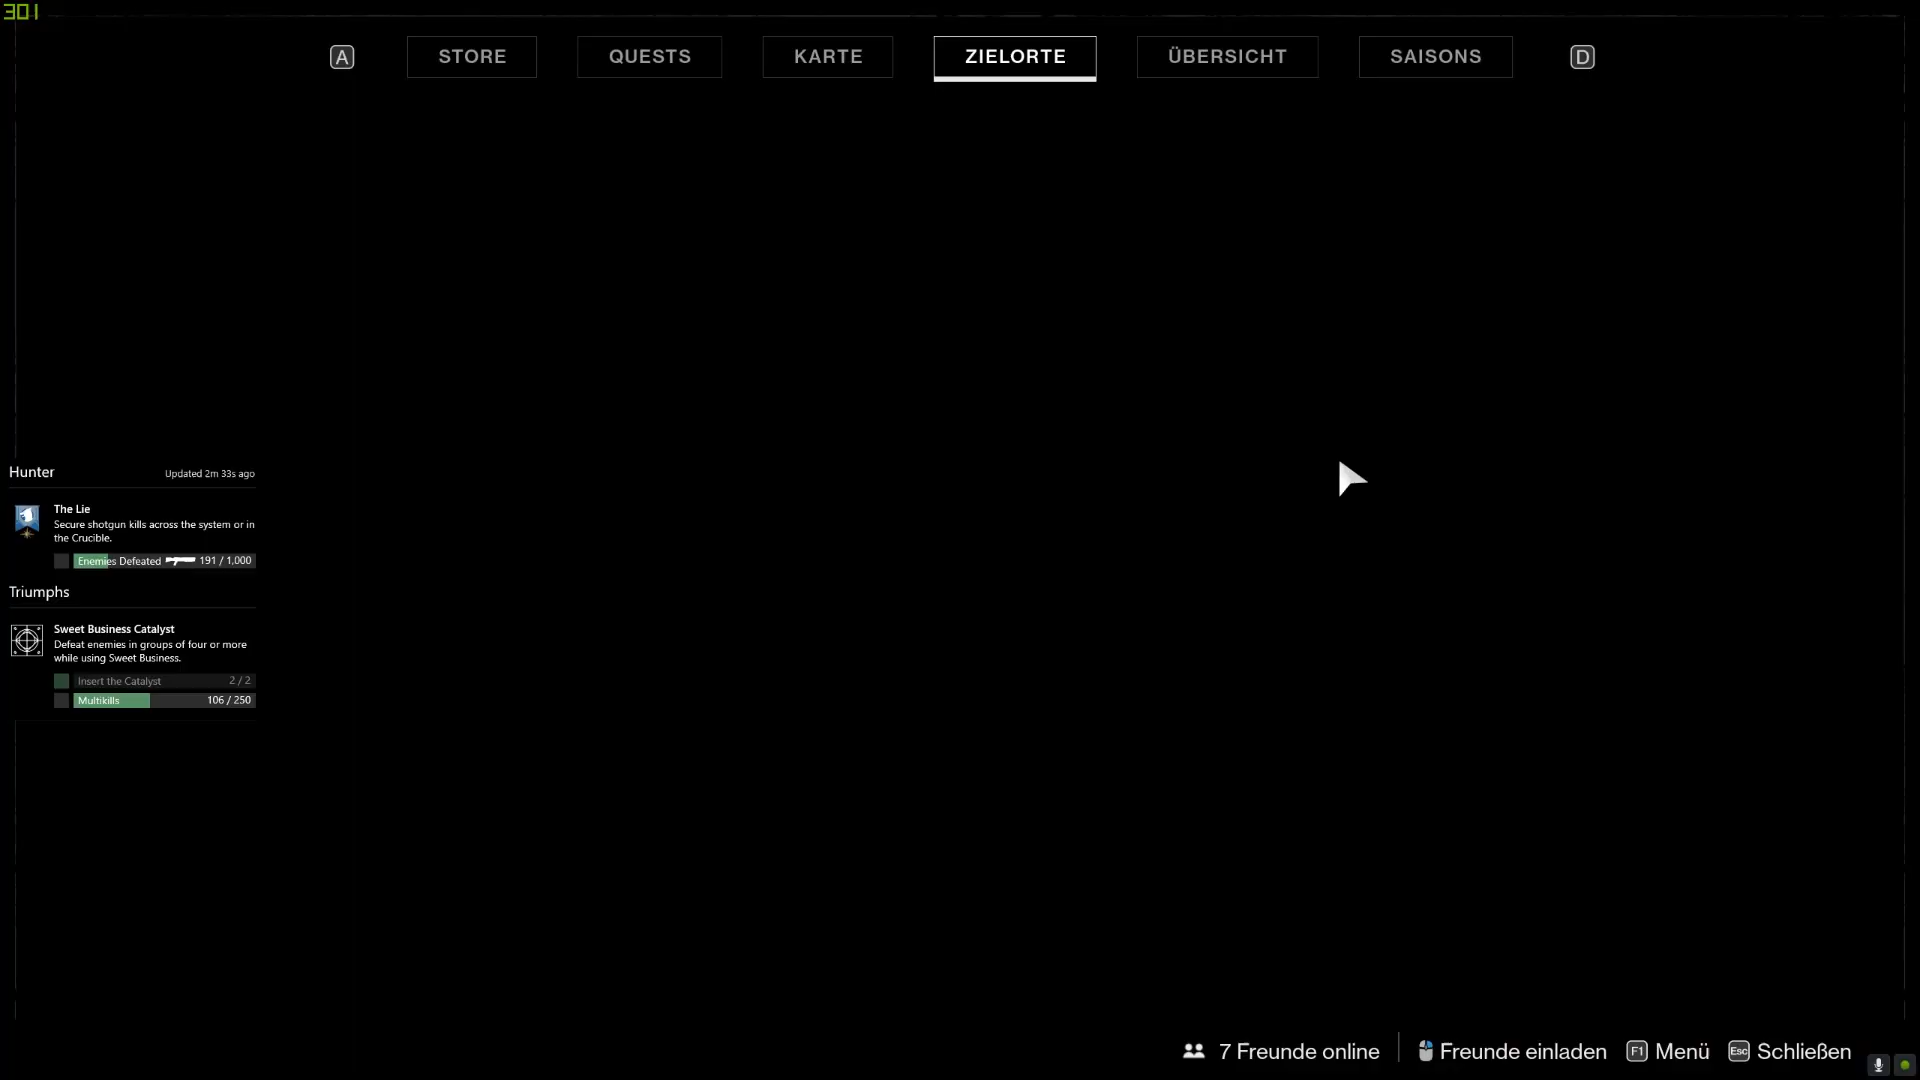 301
A
STORE
QUESTS
KARTE
ZIELORTE
ÜBERSICHT
SAISONS
D
Hunter
Updated 2m 33s ago
The Lie
Secure shotgun kills across the system or in
the Crucible.
Enemies Defeated 191 / 1,000
Triumphs
Sweet Business Catalyst
Defeat enemies in groups of four or more
while using Sweet Business.
Insert the Catalyst 2 / 2
Multikills 106 / 250
7 Freunde online
Freunde einladen
F1 Menü
Esc Schließen